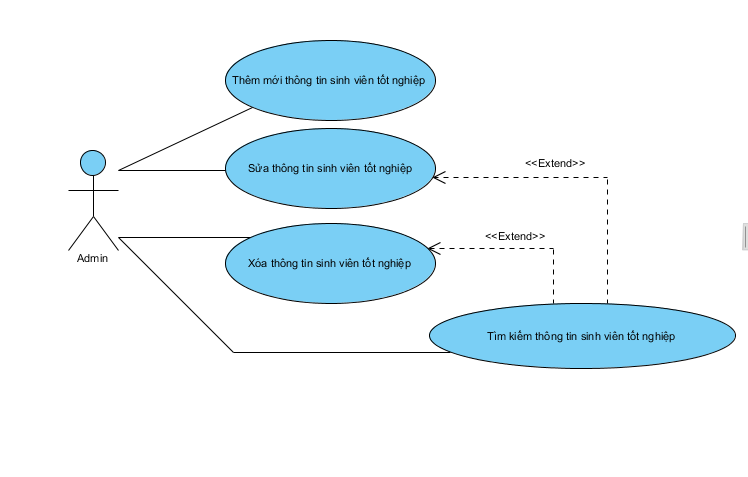 Thêm mới thông tin sinh viên tốt nghiệp
Sửa thông tin sinh viên tốt nghiệp
<<Extend>>
<<Extend>>
Xóa thông tin sinh viên tốt nghiệp
Admin
Tìm kiếm thông tin sinh viên tốt nghiệp